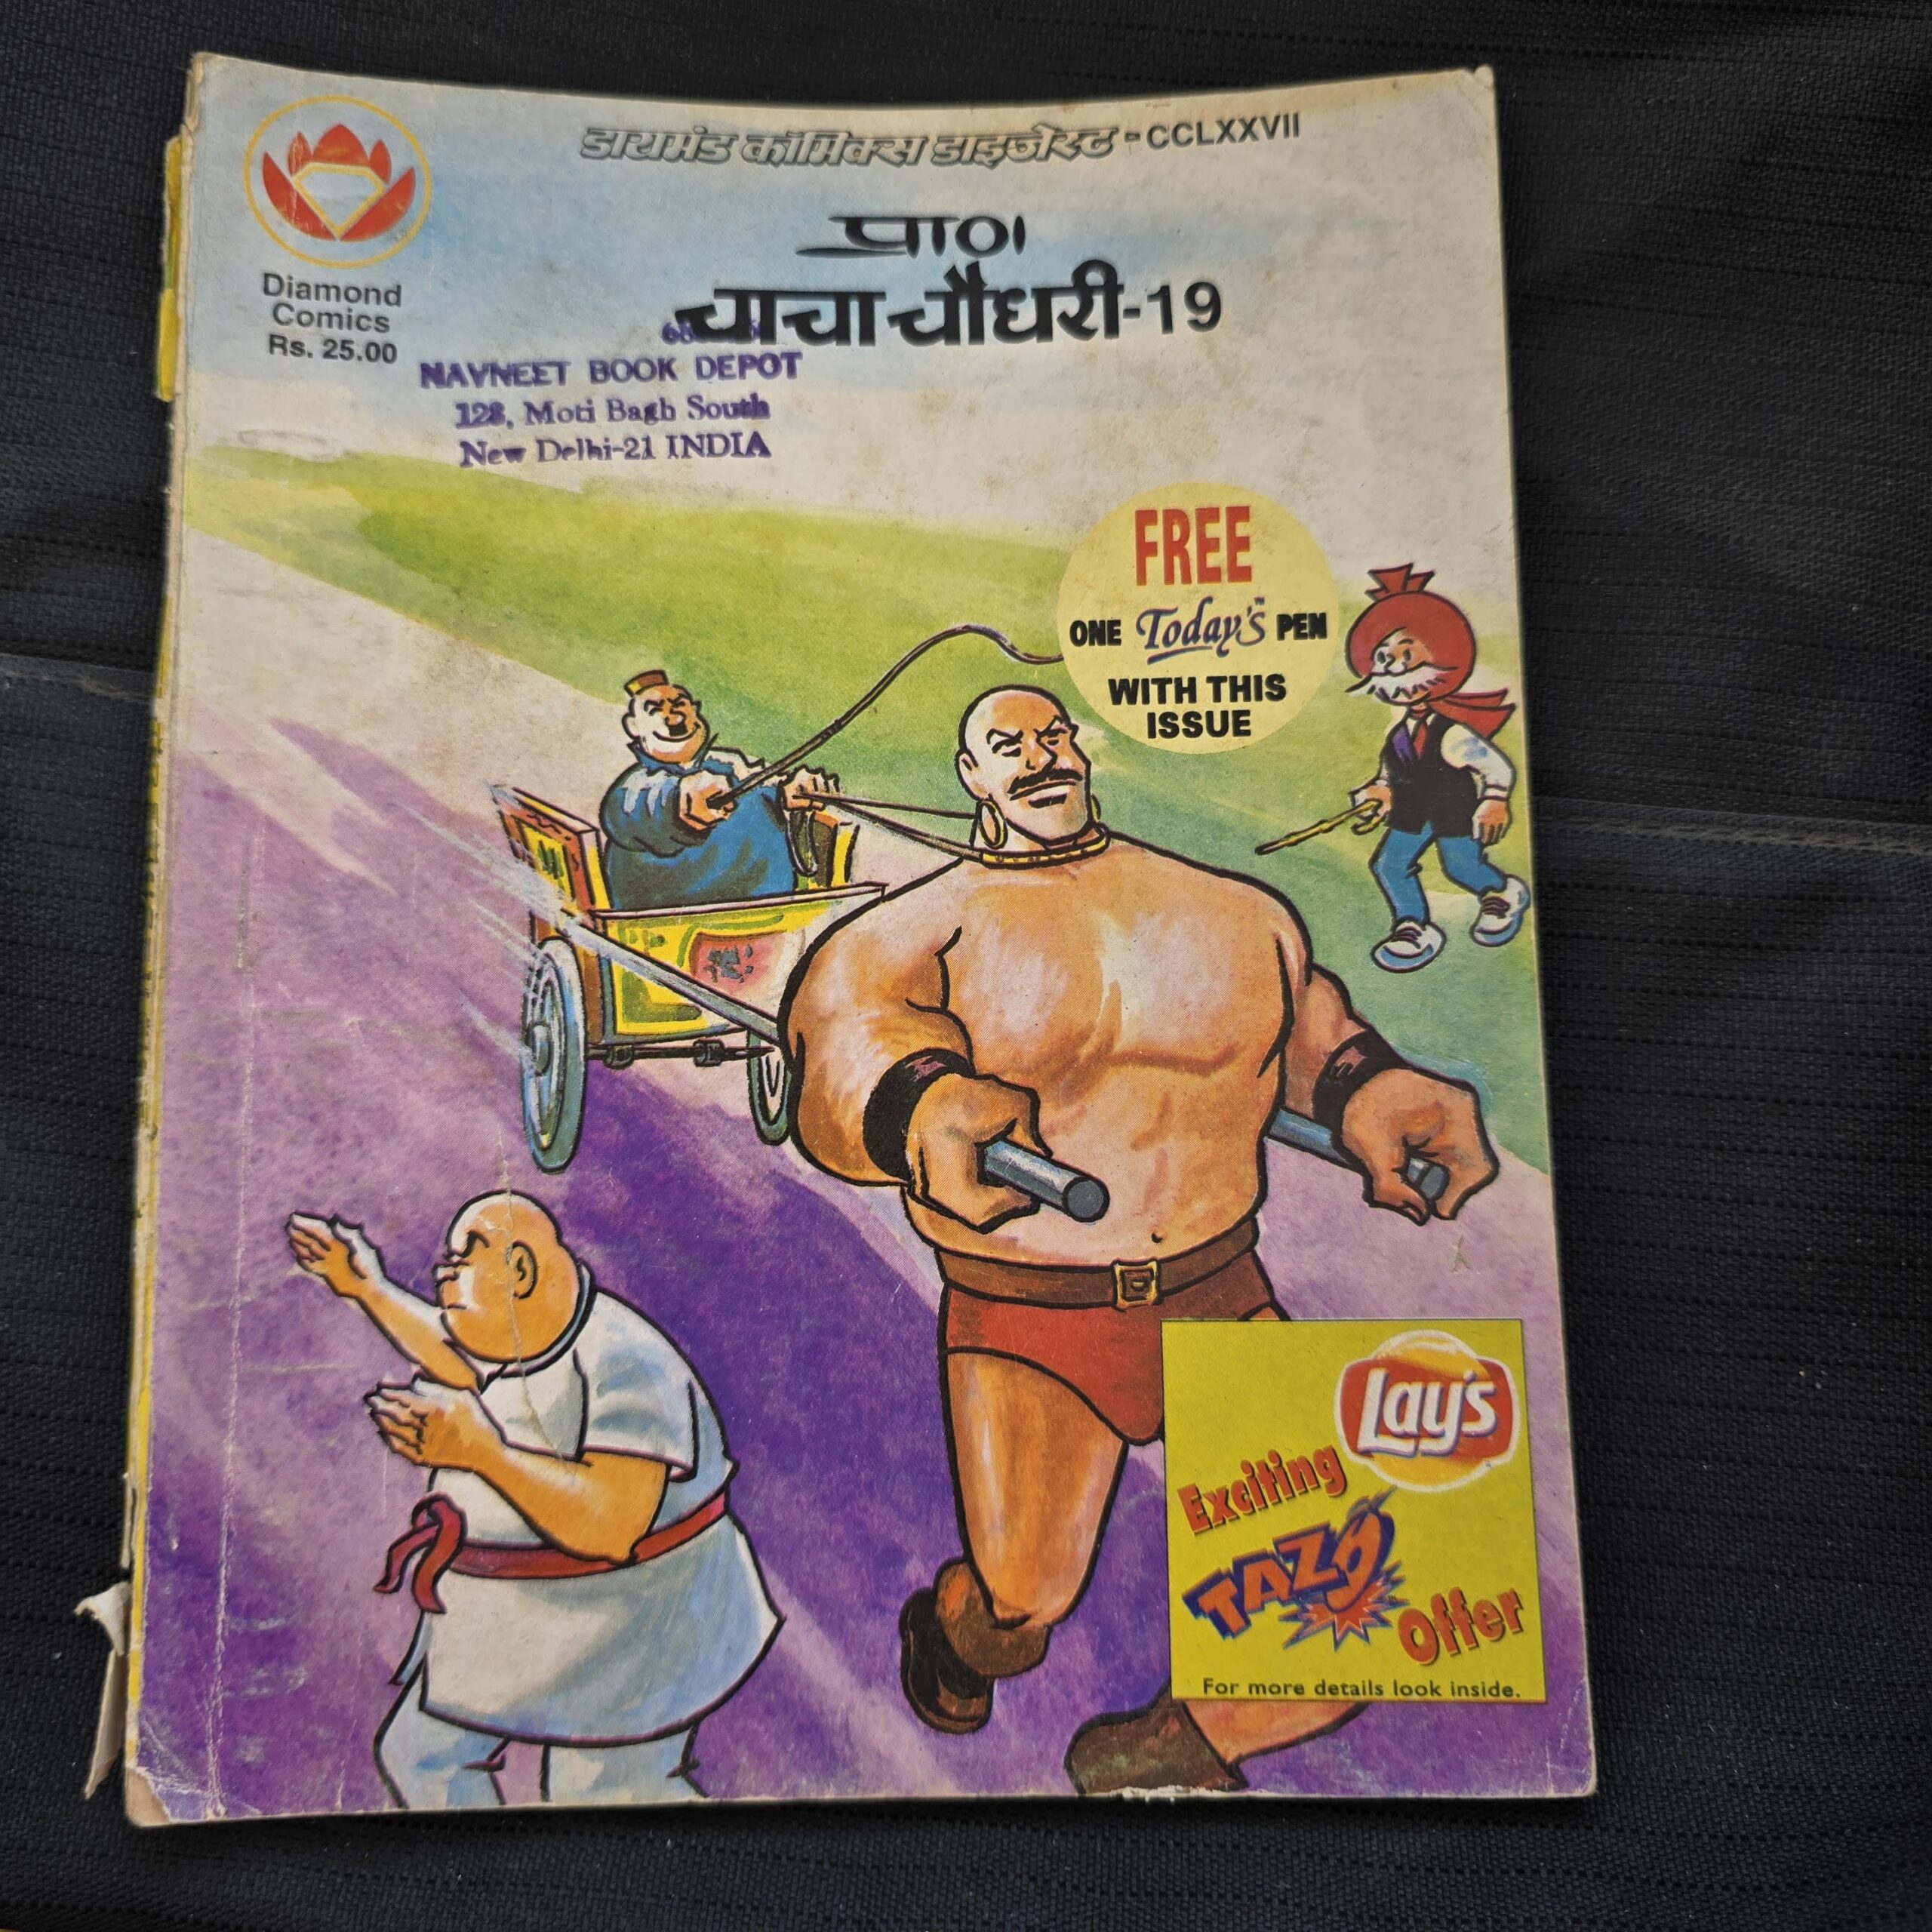 डायमंड कॉमिक्स डाइजेस्ट - CCLXXVII
Diamond
Comics
Rs. 25.00
प्राण
चाचा चौधरी-19
NAVNEET BOOK DEPOT
128, Moti Bagh South
New Delhi-21 INDIA
FREE
ONE Today's™ PEN
WITH THIS
ISSUE
Lay's
Exciting
TAZO
Offer
For more details look inside.